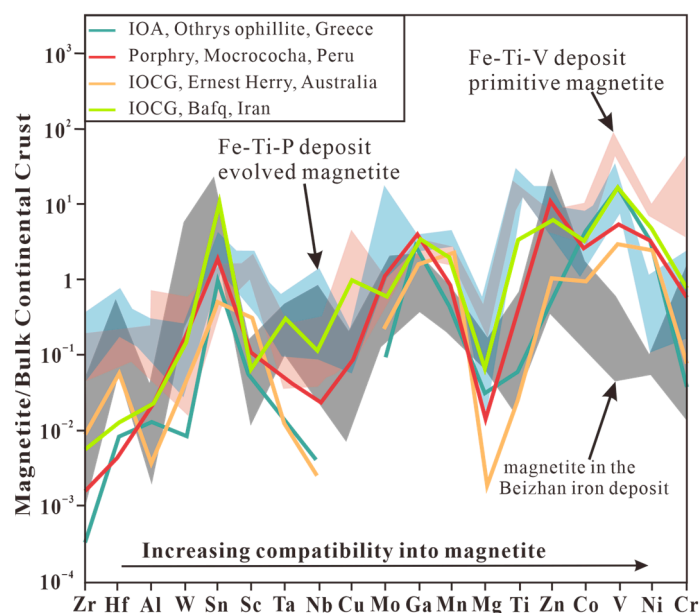 IOA, Othrys ophillite, Greece
Porphry, Mocrococha, Peru
IOCG, Ernest Herry, Australia
IOCG, Bafq, Iran
Fe-Ti-V deposit
primitive magnetite
Fe-Ti-P deposit
evolved magnetite
magnetite in the
Beizhan iron deposit
Increasing compatibility into magnetite
Magnetite/Bulk Continental Crust
10³
10²
10¹
1
10⁻¹
10⁻²
10⁻³
10⁻⁴
Zr Hf Al W Sn Sc Ta Nb Cu Mo Ga Mn Mg Ti Zn Co V Ni Cr